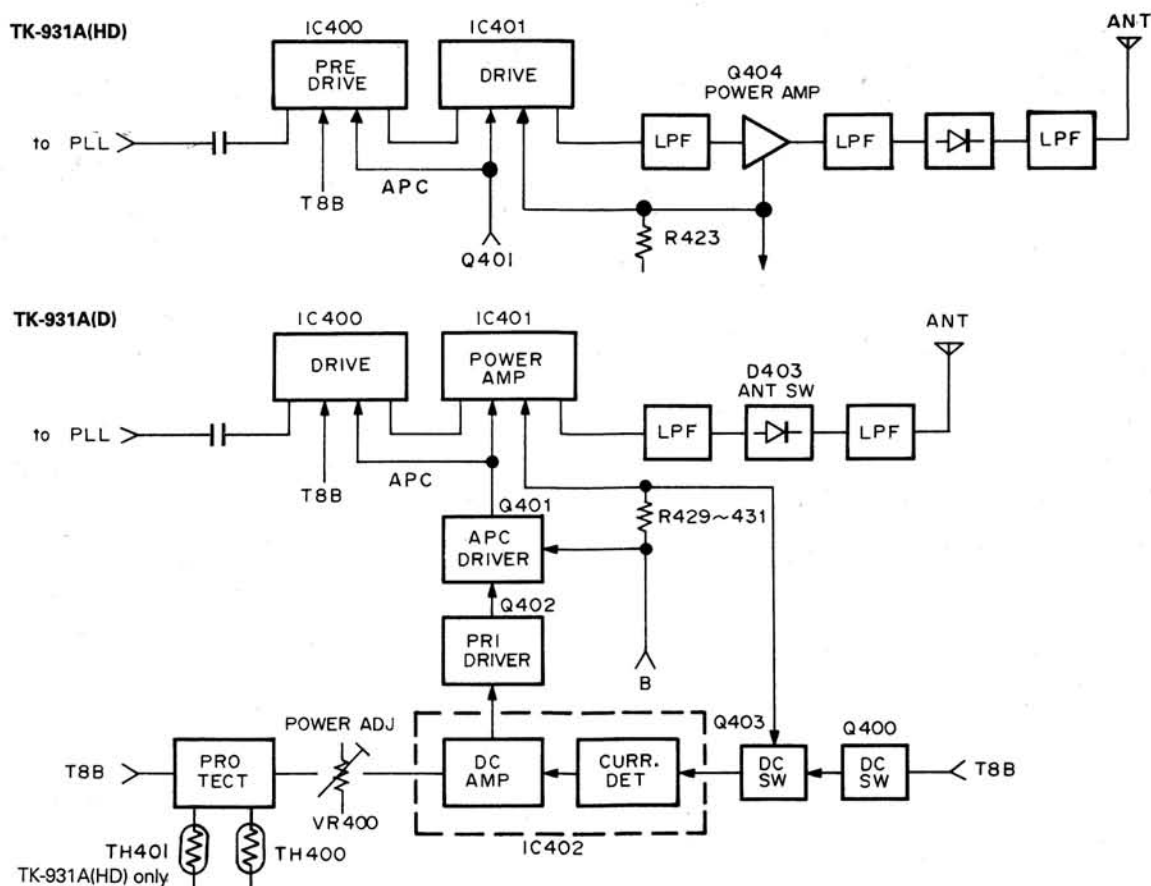 TK-931A(HD)
IC400
IC401
ANT
PRE
DRIVE
DRIVE
Q404
POWER AMP
to PLL
LPF
LPF
LPF
T8B
APC
Q401
R423
TK-931A(D)
IC400
IC401
ANT
DRIVE
POWER
AMP
D403
ANT SW
to PLL
LPF
LPF
T8B
APC
Q401
R429~431
APC
DRIVER
Q402
PRI
DRIVER
B
POWER ADJ
Q403
Q400
T8B
PRO
TECT
DC
AMP
CURR.
DET
DC
SW
DC
SW
T8B
VR400
IC402
TH401
TH400
TK-931A(HD) only